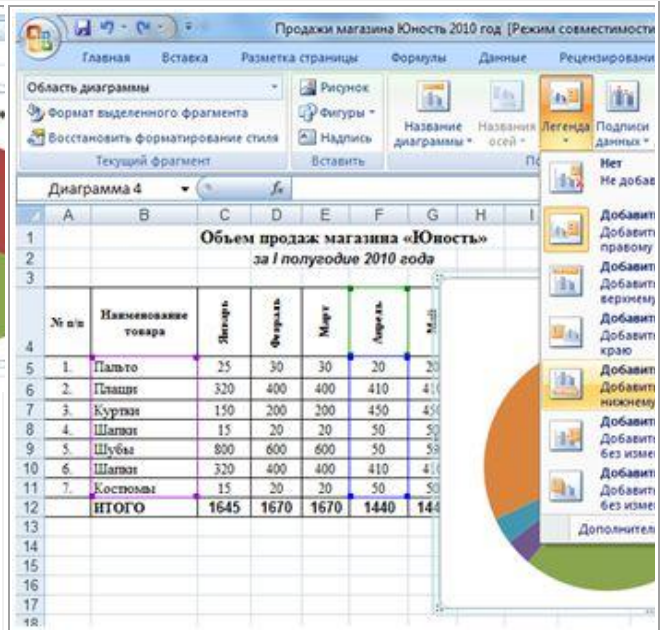 Продажи магазина Юность 2010 год [Режим совместимости
Главная Вставка Разметка страницы Формулы Данные Рецензировани
Область диаграммы
Формат выделенного фрагмента
Восстановить форматирование стиля
Текущий фрагмент
Рисунок
Фигуры
Надпись
Вставить
Название диаграммы
Названия осей
Легенда
Подписи данных
Диаграмма 4
fx
A B C D E F G H I
1 Объем продаж магазина «Юность»
2 за I полугодие 2010 года
3
4 № п/п Наименование товара Январь Февраль Март Апрель Май
5 1. Пальто 25 30 30 20 20
6 2. Плащи 320 400 400 410
7 3. Куртки 150 200 200 450
8 4. Шапки 15 20 20 50
9 5. Шубы 800 600 600 50
10 6. Шапки 320 400 400 410
11 7. Костюмы 15 20 20 50
12 ИТОГО 1645 1670 1670 1440 144
13
14
15
16
17
18
Нет
Не добав
Добавит
Добавить
правому
Добавит
Добавить
верхнему
Добавит
Добавить
краю
Добавит
Добавить
нижнему
Добавит
Добавить
без измен
Добавит
Добавить
без измен
Дополнител